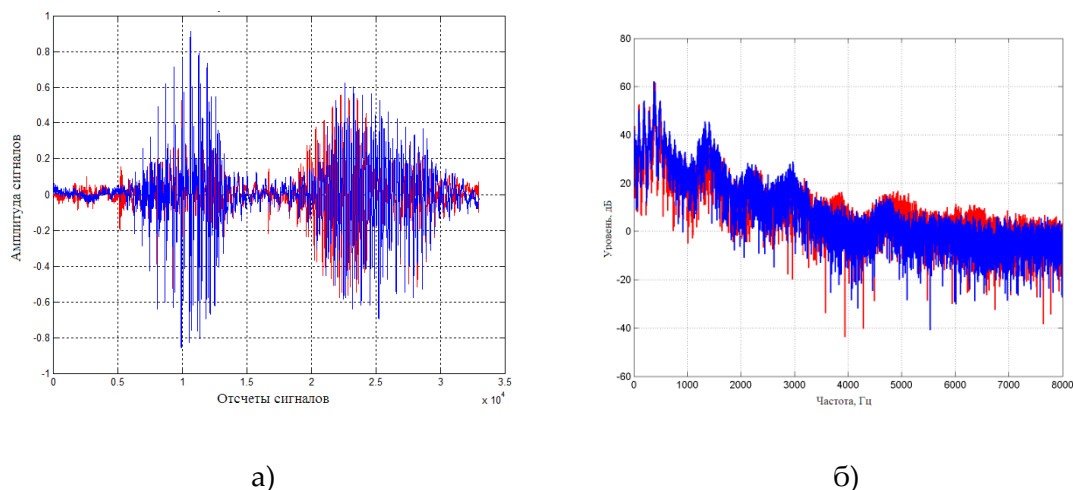 1
0.8
0.6
0.4
0.2
0
-0.2
-0.4
-0.6
-0.8
-1
Амплитуда сигналов
0 0.5 1 1.5 2 2.5 3 3.5
x 10^4
Отсчеты сигналов
80
60
40
20
0
-20
-40
-60
Уровень, дБ
0 1000 2000 3000 4000 5000 6000 7000 8000
Частота, Гц
а) б)